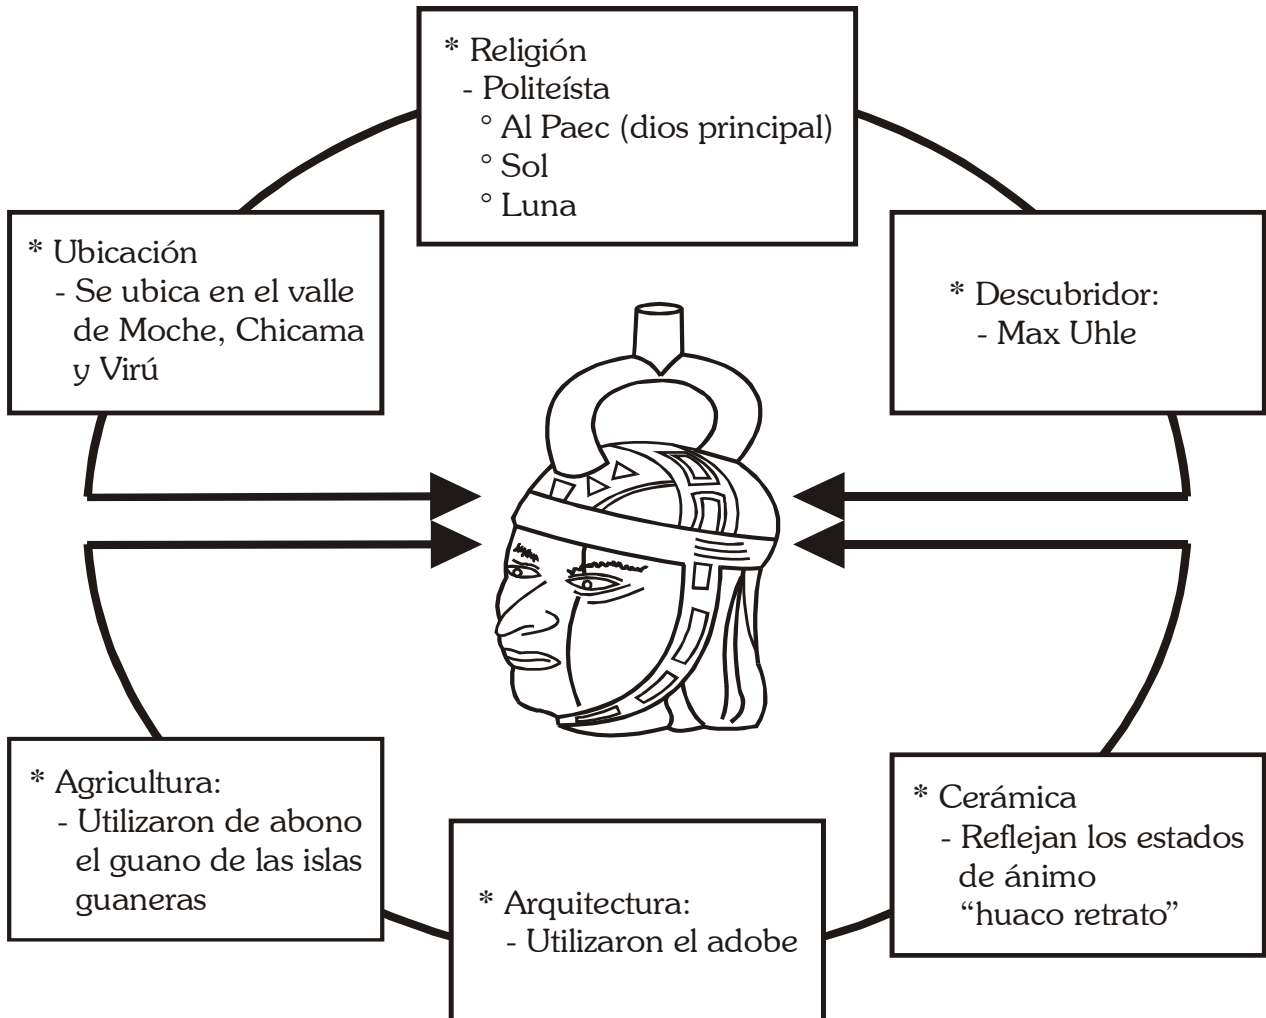 * Religión
- Politeísta
° Al Paec (dios principal)
° Sol
° Luna
* Ubicación
- Se ubica en el valle
de Moche, Chicama
y Virú
* Descubridor:
- Max Uhle
* Agricultura:
- Utilizaron de abono
el guano de las islas
guaneras
* Arquitectura:
- Utilizaron el adobe
* Cerámica
- Reflejan los estados
de ánimo
“huaco retrato”